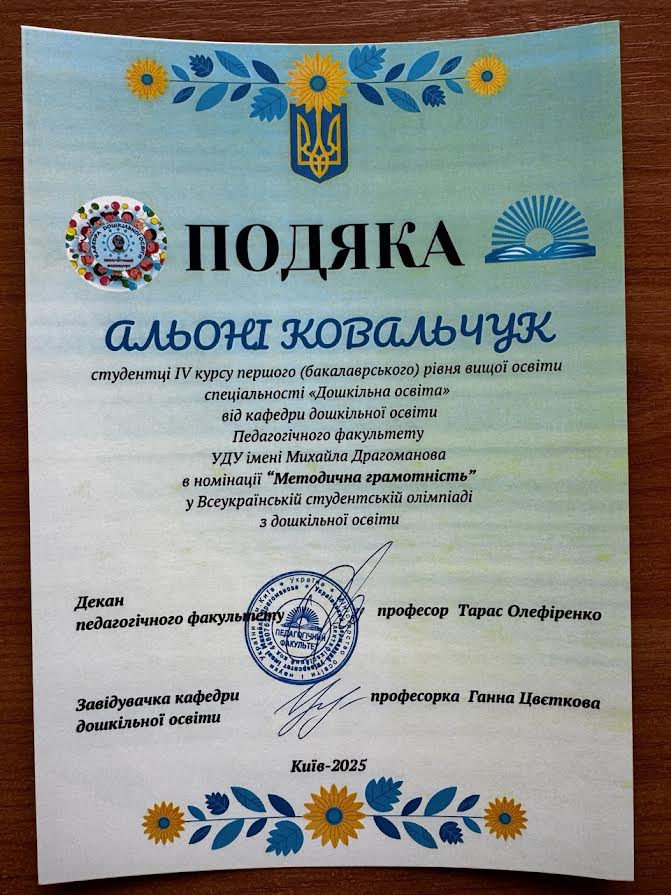 ПОДЯКА
АЛЬОНІ КОВАЛЬЧУК
студентці IV курсу першого (бакалаврського) рівня вищої освіти
спеціальності «Дошкільна освіта»
від кафедри дошкільної освіти
Педагогічного факультету
УДУ імені Михайла Драгоманова
в номінації “Методична грамотність”
у Всеукраїнській студентській олімпіаді
з дошкільної освіти
Декан
педагогічного факультету професор Тарас Олефіренко
ПЕДАГОГІЧНИЙ
ФАКУЛЬТЕТ
Завідувачка кафедри
дошкільної освіти
професорка Ганна Цвєткова
Київ-2025